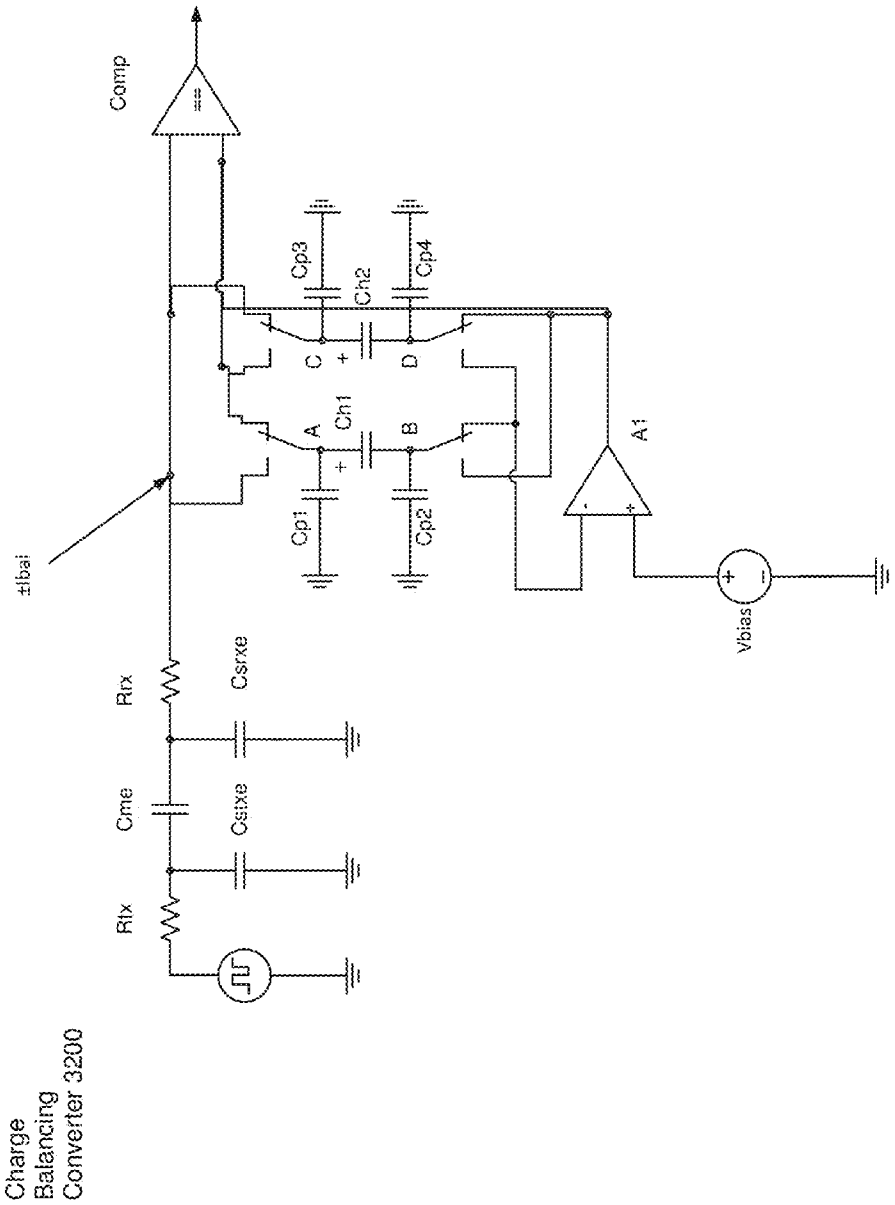 Charge
Balancing
Converter 3200
Rtx
Cstxe
Cme
Csrxe
Rrx
±Ibal
Comp
==
Cp1
A
+
Ch1
Cp2
B
C
+
Cp3
Ch2
D
Cp4
-
+
A1
+
-
Vbias